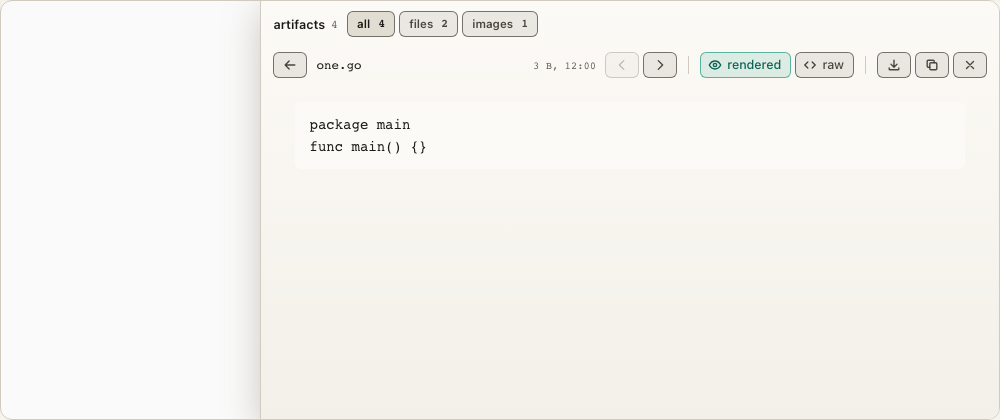 artifacts 4 all 4 files 2 images 1
one.go 3 B, 12:00 rendered raw
package main
func main() {}